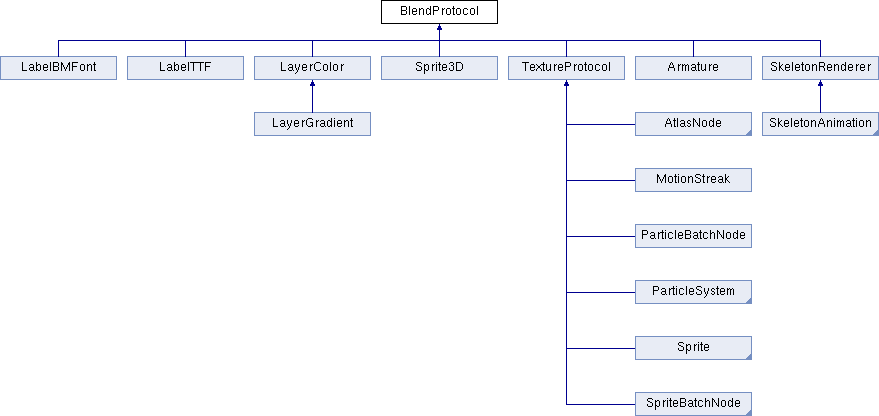 BlendProtocol
LabelBMFont LabelTTF LayerColor Sprite3D TextureProtocol Armature SkeletonRenderer
LayerGradient AtlasNode SkeletonAnimation
MotionStreak
ParticleBatchNode
ParticleSystem
Sprite
SpriteBatchNode